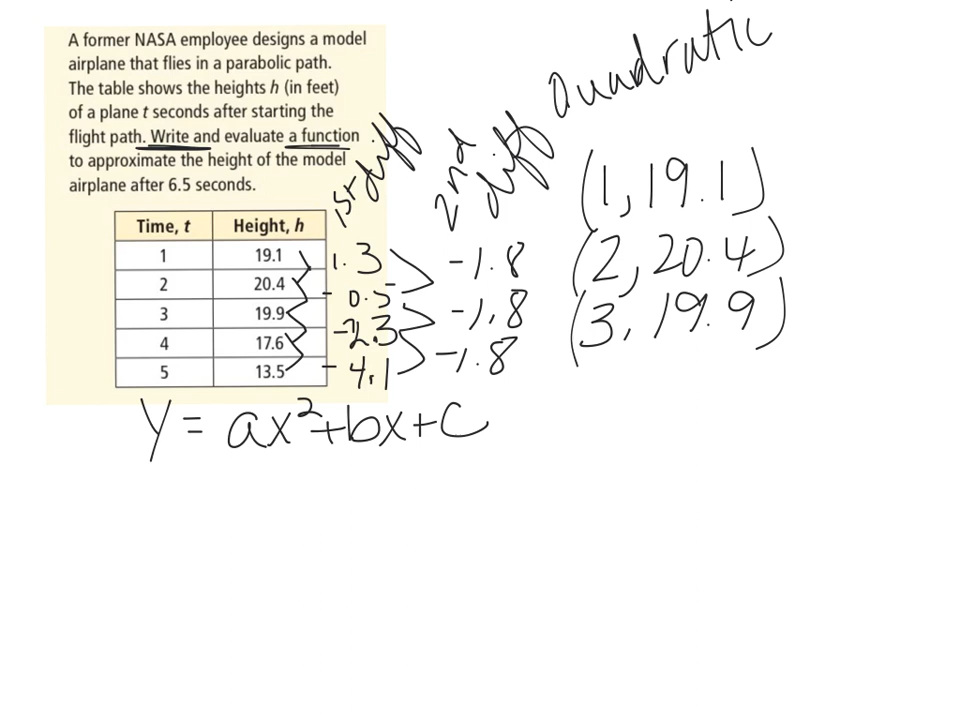 A former NASA employee designs a model
airplane that flies in a parabolic path.
The table shows the heights h (in feet)
of a plane t seconds after starting the
flight path. Write and evaluate a function
to approximate the height of the model
airplane after 6.5 seconds.
Time, t Height, h
1 19.1
2 20.4
3 19.9
4 17.6
5 13.5
1st diff
1.3
-0.5
-2.3
-4.1
2nd diff
-1.8
-1.8
-1.8
Quadratic
(1, 19.1)
(2, 20.4)
(3, 19.9)
y = ax²+bx+c